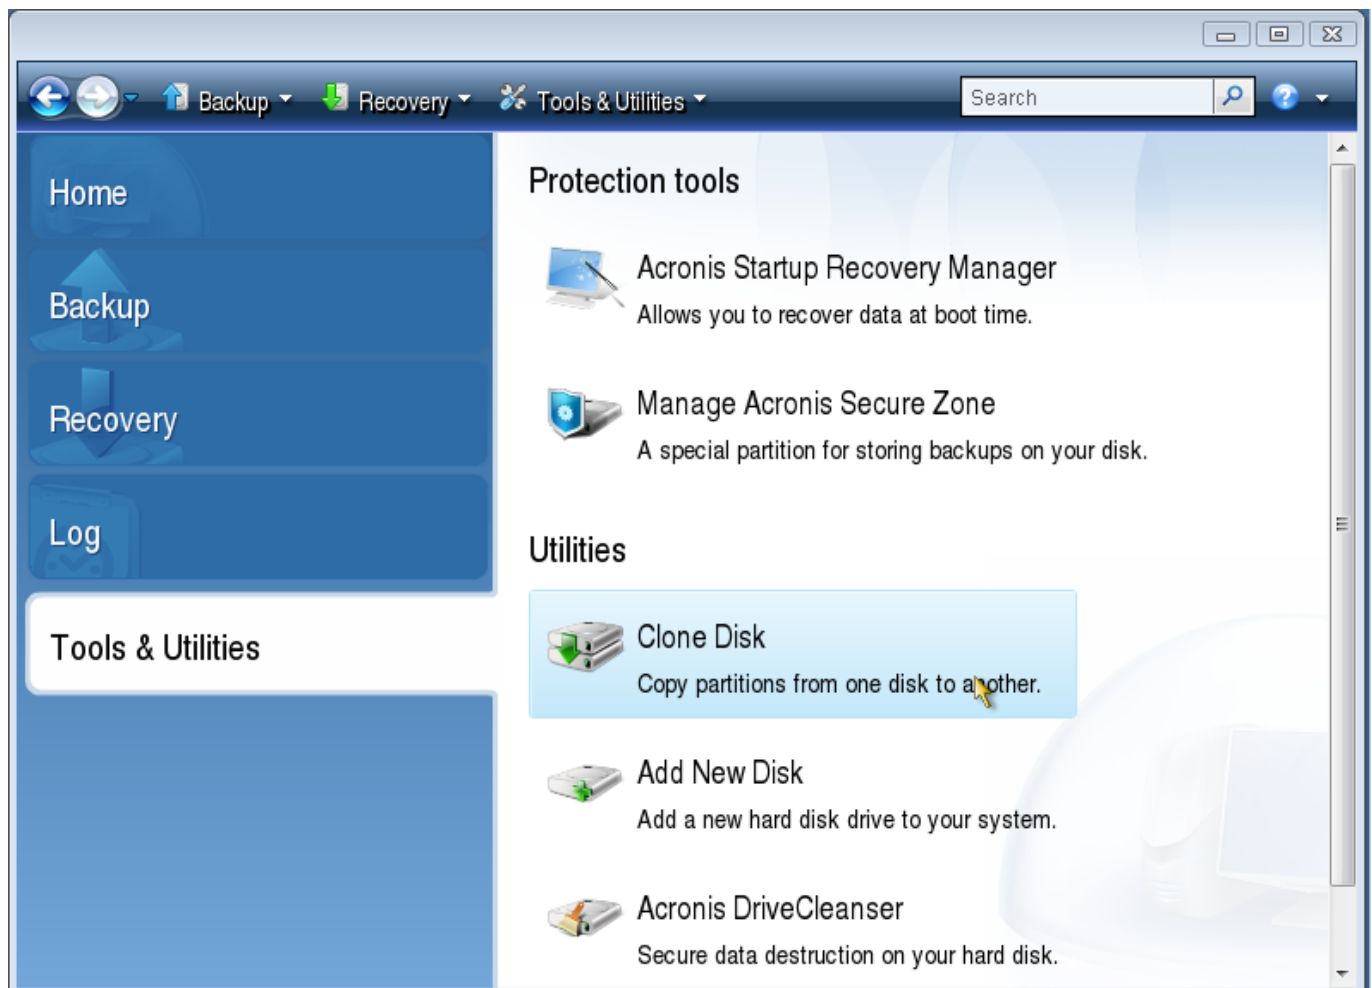 Backup
Recovery
Tools & Utilities
Search
?
Home
Backup
Recovery
Log
Tools & Utilities
Protection tools
Acronis Startup Recovery Manager
Allows you to recover data at boot time.
Manage Acronis Secure Zone
A special partition for storing backups on your disk.
Utilities
Clone Disk
Copy partitions from one disk to another.
Add New Disk
Add a new hard disk drive to your system.
Acronis DriveCleanser
Secure data destruction on your hard disk.